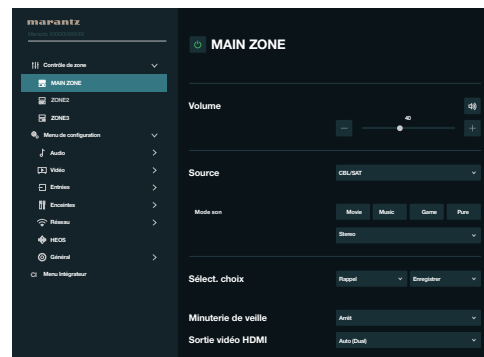 marantz
Contrôle de zone
MAIN ZONE
ZONE2
ZONE3
Menu de configuration
Audio
Vidéo
Entrées
Enceintes
Réseau
HEOS
Général
CI Menu Intégrateur
MAIN ZONE
Volume
40
Source
CBL/SAT
Mode son
Movie Music Game Pure
Stereo
Sélect. choix
Rappel Enregistrer
Minuterie de veille
Arrêt
Sortie vidéo HDMI
Auto (Dual)